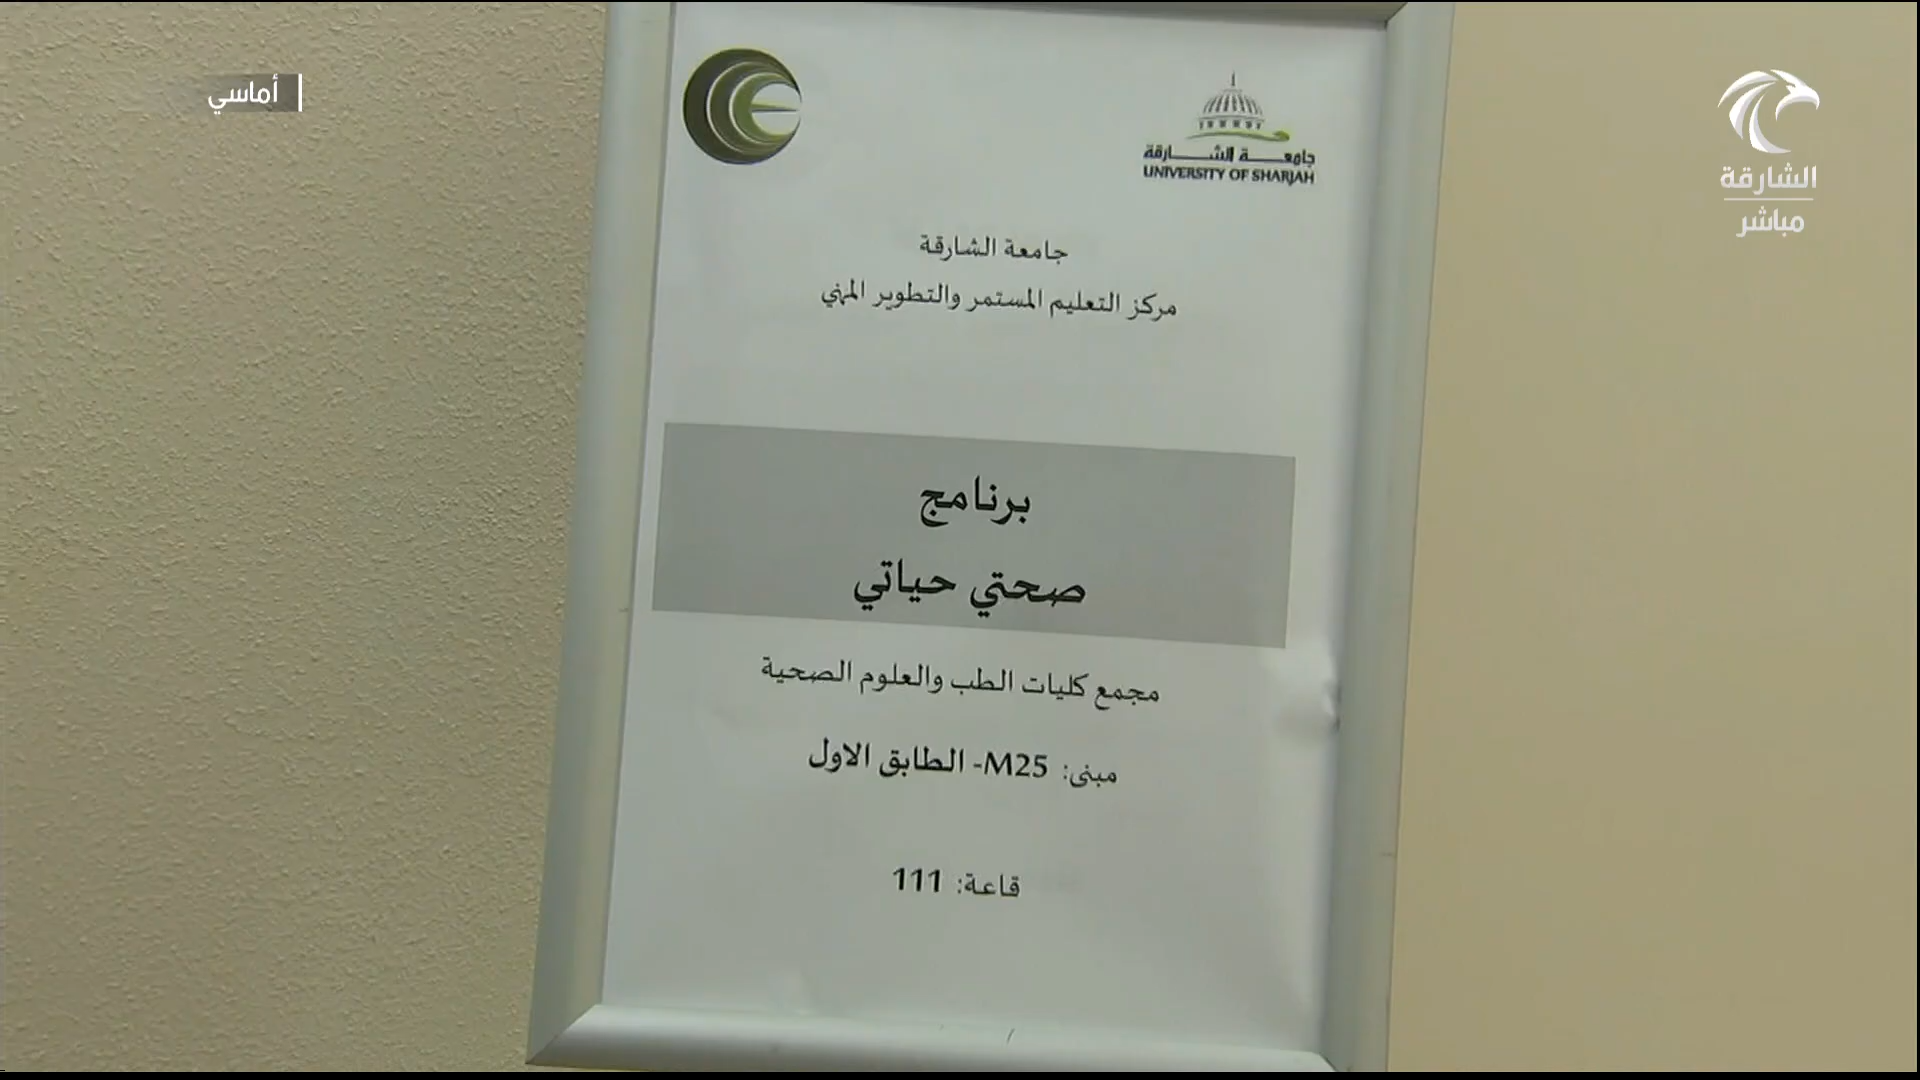 أماسي
الشارقة
مباشر
جامعة الشارقة
UNIVERSITY OF SHARJAH
جامعة الشارقة
مركز التعليم المستمر والتطوير المهني
برنامج
صحتي حياتي
مجمع كليات الطب والعلوم الصحية
مبنى: M25- الطابق الاول
قاعة: 111